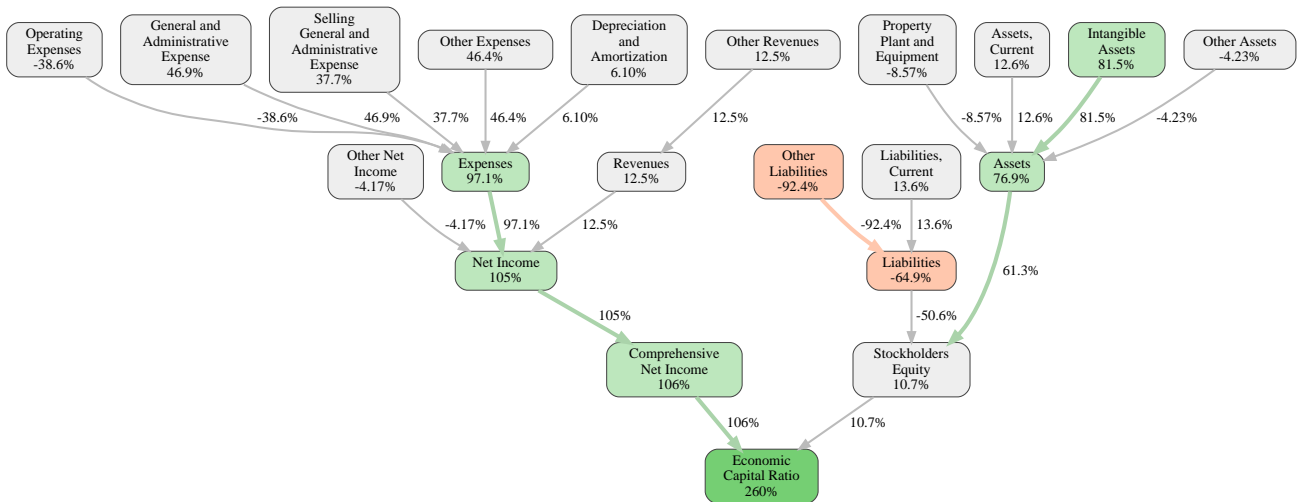 Operating
Expenses
-38.6%
General and
Administrative
Expense
46.9%
Selling
General and
Administrative
Expense
37.7%
Other Expenses
46.4%
Depreciation
and
Amortization
6.10%
Other Revenues
12.5%
Property
Plant and
Equipment
-8.57%
Assets,
Current
12.6%
Intangible
Assets
81.5%
Other Assets
-4.23%
-38.6%
46.9%
37.7%
46.4%
6.10%
12.5%
-8.57%
12.6%
81.5%
-4.23%
Other Net
Income
-4.17%
Expenses
97.1%
Revenues
12.5%
Other
Liabilities
-92.4%
Liabilities,
Current
13.6%
Assets
76.9%
-4.17%
97.1%
12.5%
-92.4%
13.6%
61.3%
Net Income
105%
Liabilities
-64.9%
105%
-50.6%
Comprehensive
Net Income
106%
Stockholders
Equity
10.7%
106%
10.7%
Economic
Capital Ratio
260%